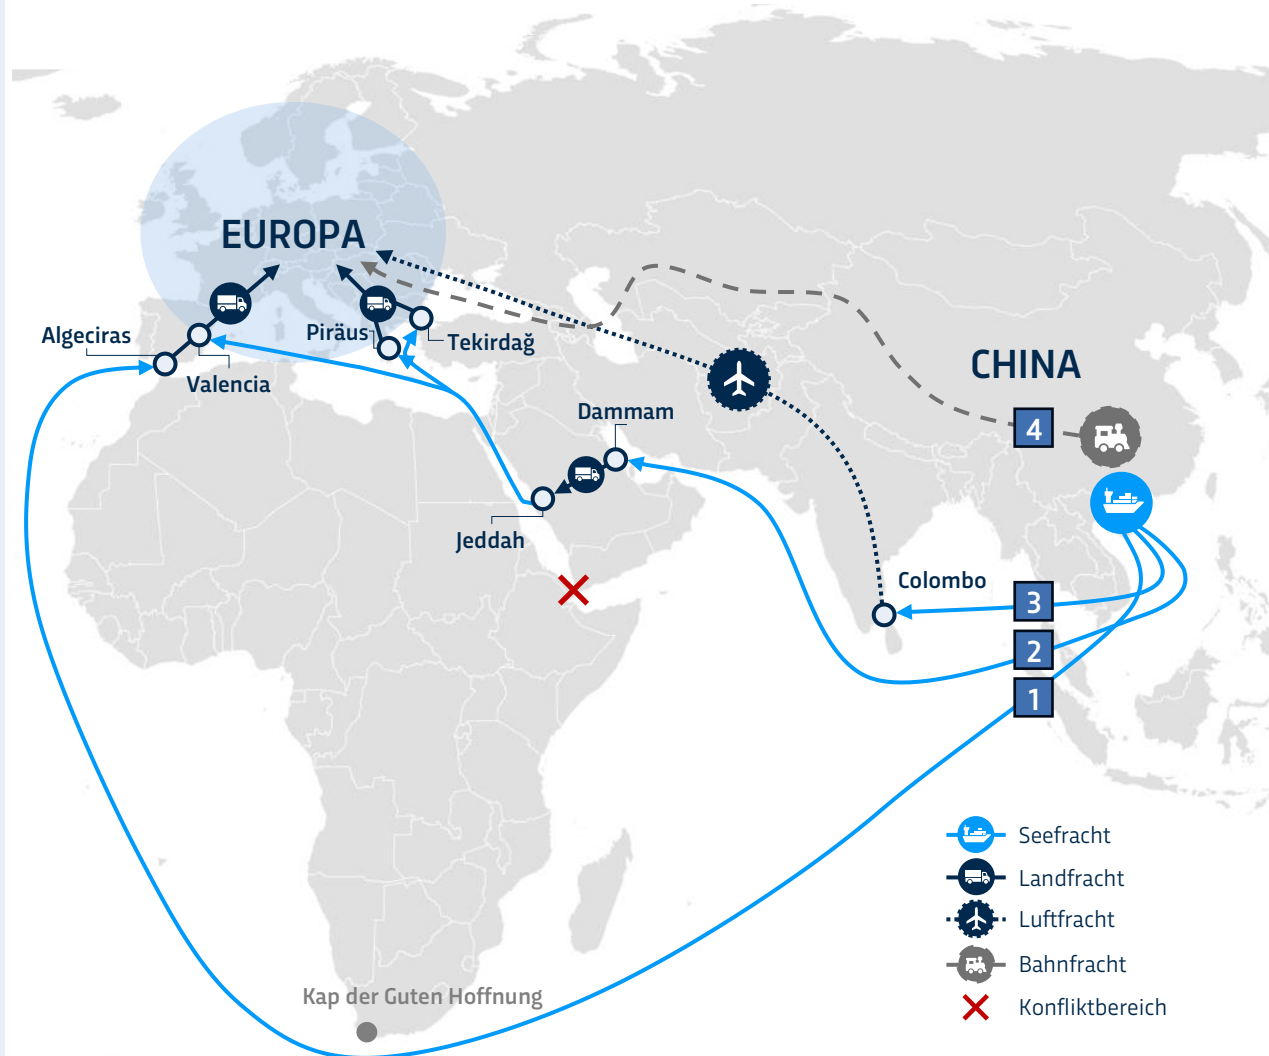 EUROPA
Algeciras
Valencia
Piräus
Tekirdağ
CHINA
Dammam
4
Jeddah
Colombo
3
2
1
Seefracht
Landfracht
Luftfracht
Bahnfracht
Konfliktbereich
Kap der Guten Hoffnung